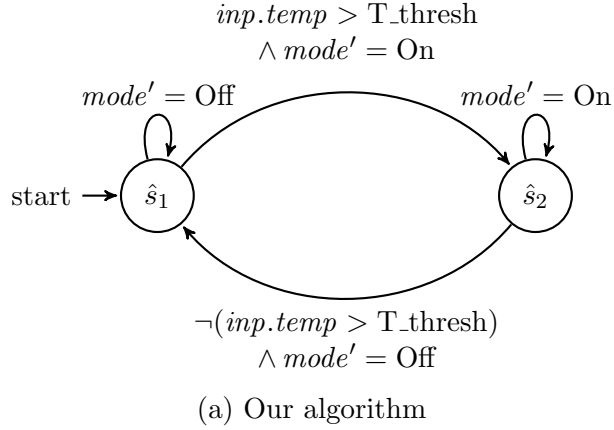 inp.temp > T_thresh
∧ mode′ = On
mode′ = Off
mode′ = On
start
ŝ₁
ŝ₂
¬(inp.temp > T_thresh)
∧ mode′ = Off
(a) Our algorithm